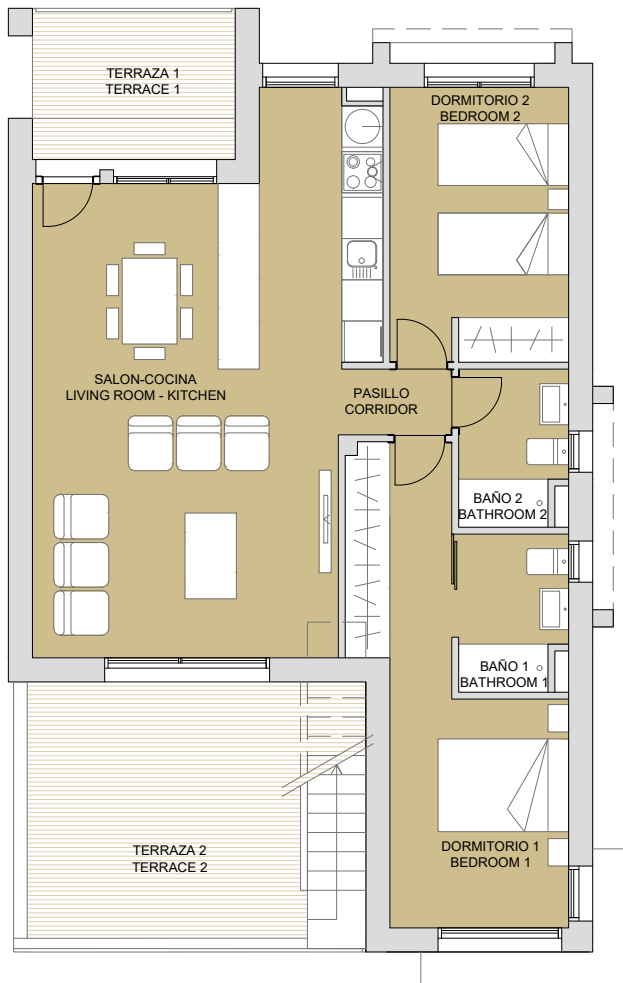 TERRAZA 1
TERRACE 1
DORMITORIO 2
BEDROOM 2
SALON-COCINA
LIVING ROOM - KITCHEN
PASILLO
CORRIDOR
BAÑO 2
BATHROOM 2
BAÑO 1
BATHROOM 1
TERRAZA 2
TERRACE 2
DORMITORIO 1
BEDROOM 1